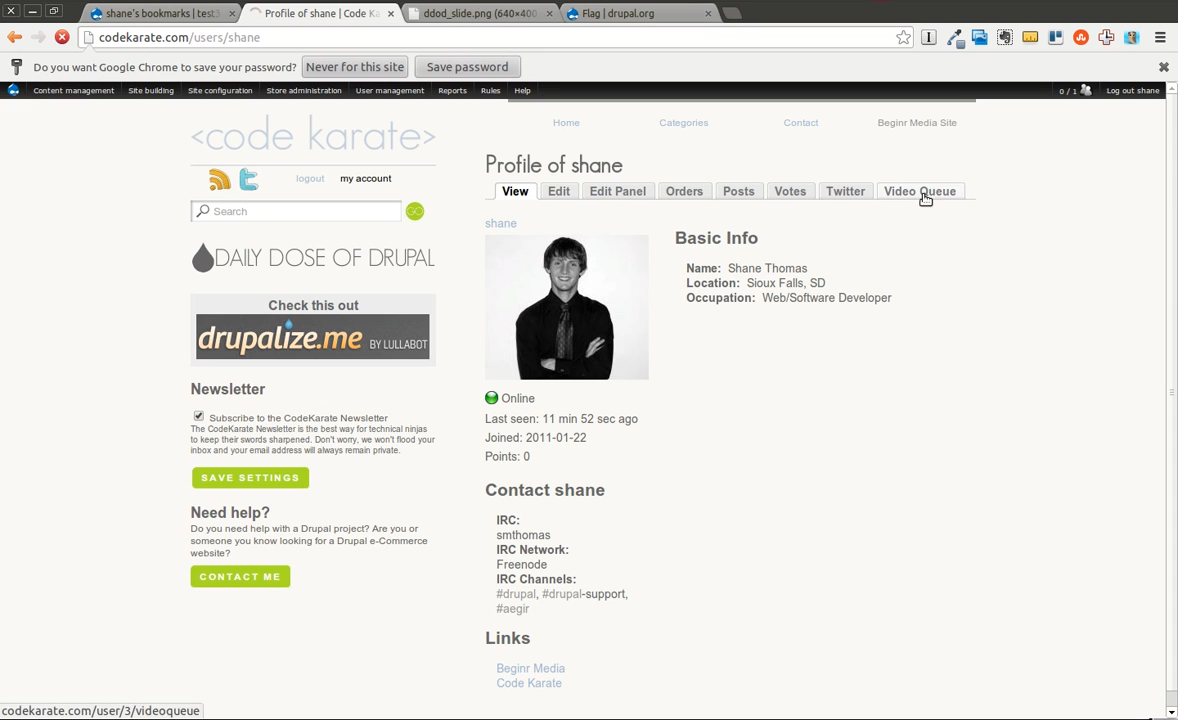 shane's bookmarks | test3
Profile of shane | Code Ka
ddod_slide.png (640×400
Flag | drupal.org
codekarate.com/users/shane
Do you want Google Chrome to save your password? Never for this site Save password
Content management Site building Site configuration Store administration User management Reports Rules Help 0 / 1 Log out shane
<code karate>
Home Categories Contact Beginr Media Site
logout my account
Search GO
DAILY DOSE OF DRUPAL
Check this out
drupalize.me BY LULLABOT
Newsletter
Subscribe to the CodeKarate Newsletter
The CodeKarate Newsletter is the best way for technical ninjas
to keep their swords sharpened. Don't worry, we won't flood your
inbox and your email address will always remain private.
SAVE SETTINGS
Need help?
Do you need help with a Drupal project? Are you or
someone you know looking for a Drupal e-Commerce
website?
CONTACT ME
Profile of shane
View Edit Edit Panel Orders Posts Votes Twitter Video Queue
shane
Online
Last seen: 11 min 52 sec ago
Joined: 2011-01-22
Points: 0
Basic Info
Name: Shane Thomas
Location: Sioux Falls, SD
Occupation: Web/Software Developer
Contact shane
IRC:
smthomas
IRC Network:
Freenode
IRC Channels:
#drupal, #drupal-support,
#aegir
Links
Beginr Media
Code Karate
codekarate.com/user/3/videoqueue